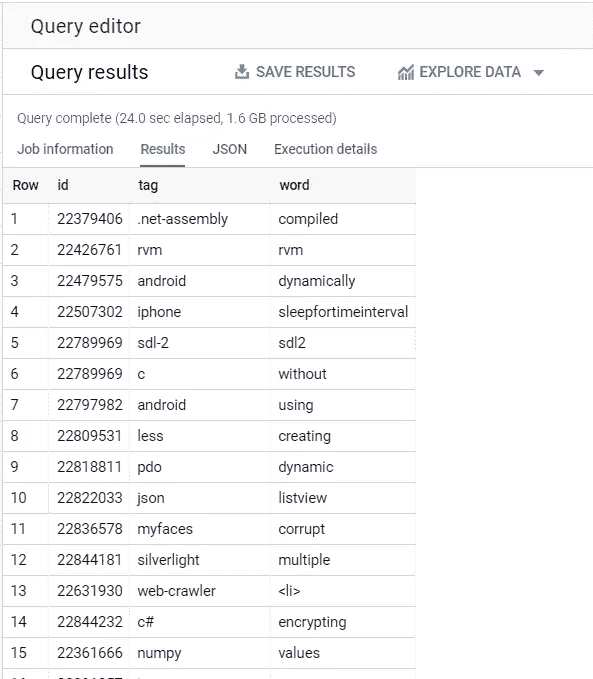 Query editor
Query results SAVE RESULTS EXPLORE DATA
Query complete (24.0 sec elapsed, 1.6 GB processed)
Job information Results JSON Execution details
Row id tag word
1 22379406 .net-assembly compiled
2 22426761 rvm rvm
3 22479575 android dynamically
4 22507302 iphone sleepfortimeinterval
5 22789969 sdl-2 sdl2
6 22789969 c without
7 22797982 android using
8 22809531 less creating
9 22818811 pdo dynamic
10 22822033 json listview
11 22836578 myfaces corrupt
12 22844181 silverlight multiple
13 22631930 web-crawler <li>
14 22844232 c# encrypting
15 22361666 numpy values